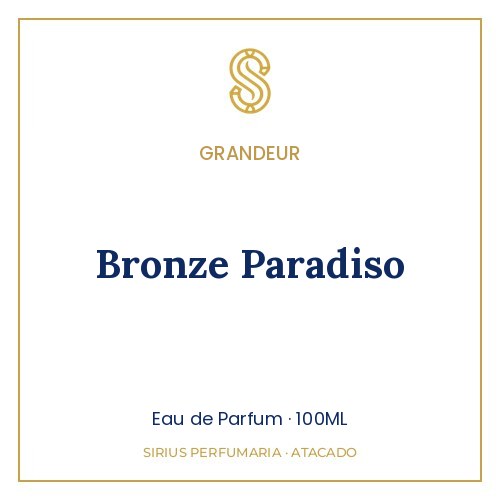 GRANDEUR
Bronze Paradiso
Eau de Parfum · 100ML
SIRIUS PERFUMARIA · ATACADO